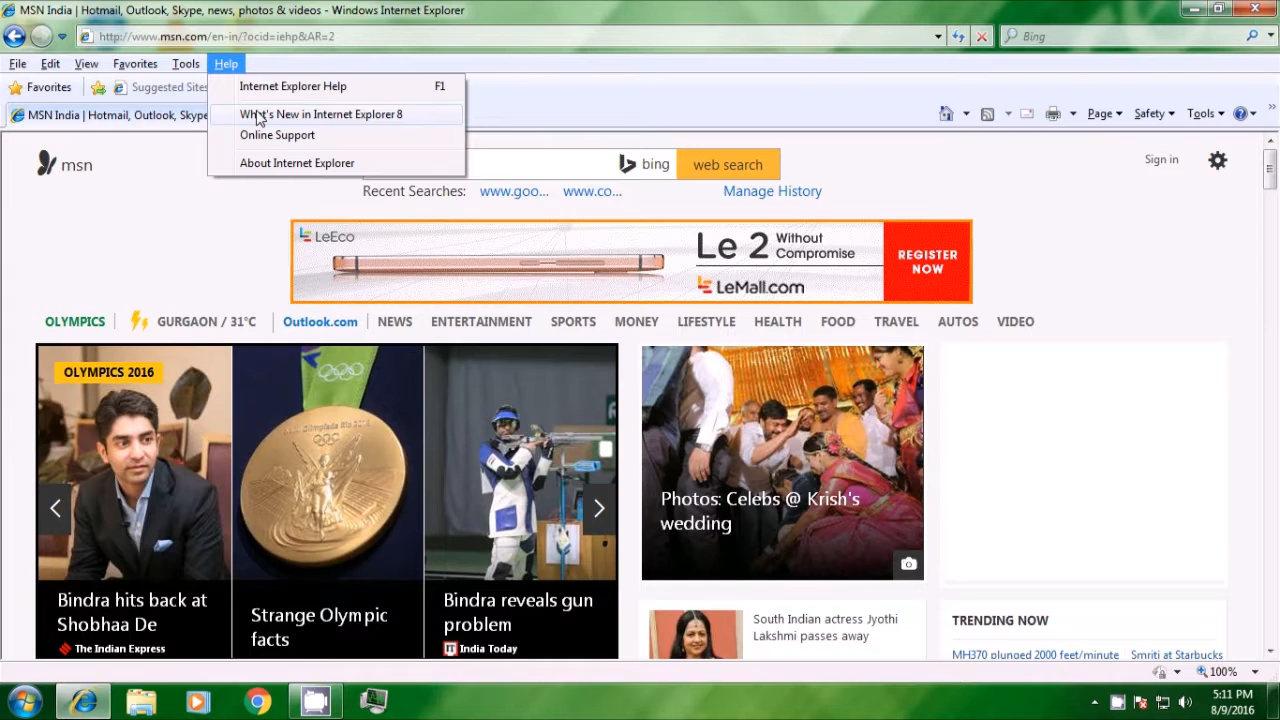 MSN India | Hotmail, Outlook, Skype, news, photos & videos - Windows Internet Explorer
http://www.msn.com/en-in/?ocid=iehp&AR=2
Bing
File Edit View Favorites Tools Help
Internet Explorer Help F1
What's New in Internet Explorer 8
Online Support
About Internet Explorer
Favorites Suggested Sites
MSN India | Hotmail, Outlook, Skype
Page Safety Tools
msn
bing
web search
Sign in
Recent Searches: www.goo... www.co... Manage History
LeEco
Le 2 Without Compromise
LeMall.com
REGISTER NOW
OLYMPICS GURGAON / 31°C Outlook.com NEWS ENTERTAINMENT SPORTS MONEY LIFESTYLE HEALTH FOOD TRAVEL AUTOS VIDEO
OLYMPICS 2016
Bindra hits back at
Shobhaa De
The Indian Express
Strange Olympic
facts
Bindra reveals gun
problem
India Today
Photos: Celebs @ Krish's
wedding
South Indian actress Jyothi
Lakshmi passes away
TRENDING NOW
MH370 plunged 2000 feet/minute Smriti at Starbucks
100%
5:11 PM
8/9/2016